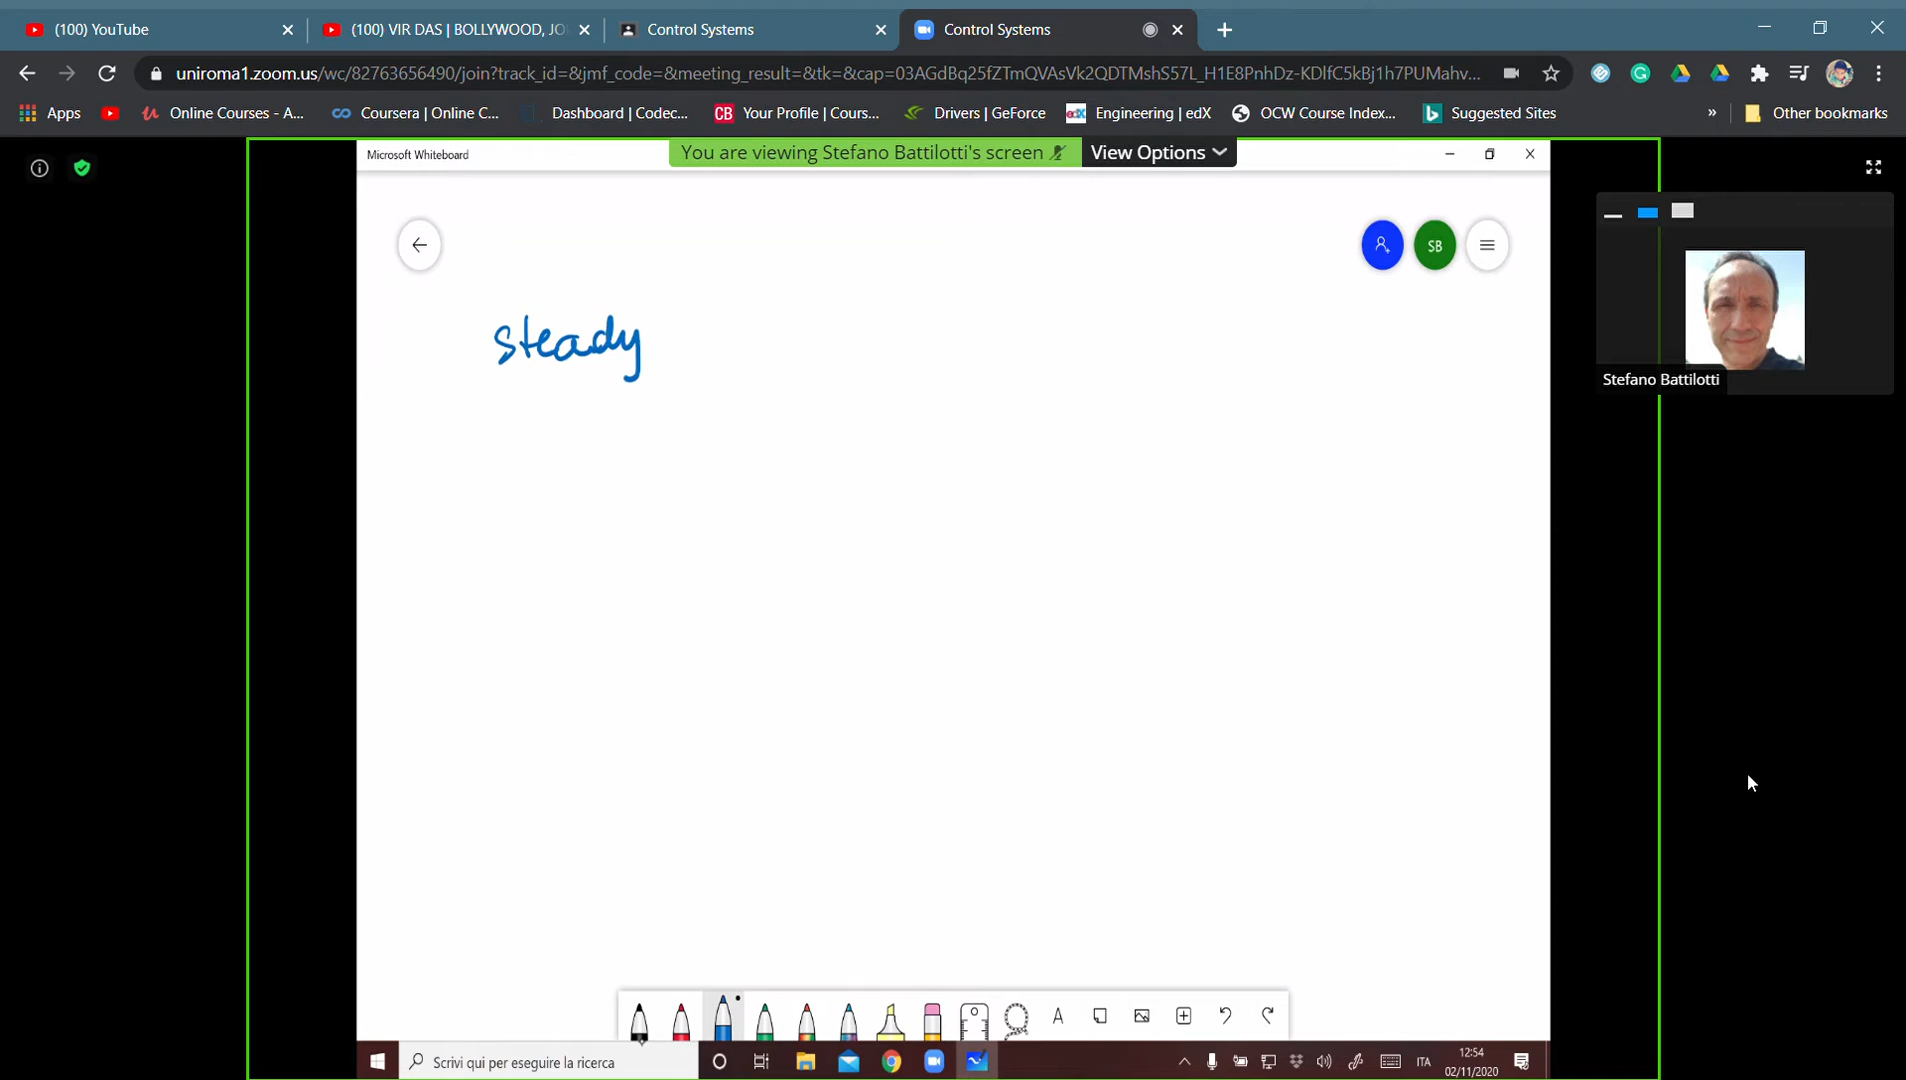 (100) YouTube
(100) VIR DAS | BOLLYWOOD, JO
Control Systems
Control Systems
uniroma1.zoom.us/wc/82763656490/join?track_id=&jmf_code=&meeting_result=&tk=&cap=03AGdBq25fZTmQVAsVk2QDTMshS57L_H1E8PnhDz-KDlfC5kBj1h7PUMahv...
Apps
Online Courses - A...
Coursera | Online C...
Dashboard | Codec...
CB
Your Profile | Cours...
Drivers | GeForce
edX
Engineering | edX
OCW Course Index...
Suggested Sites
»
Other bookmarks
Microsoft Whiteboard
You are viewing Stefano Battilotti's screen
View Options
SB
steady
Stefano Battilotti
A
Scrivi qui per eseguire la ricerca
ITA
12:54
02/11/2020